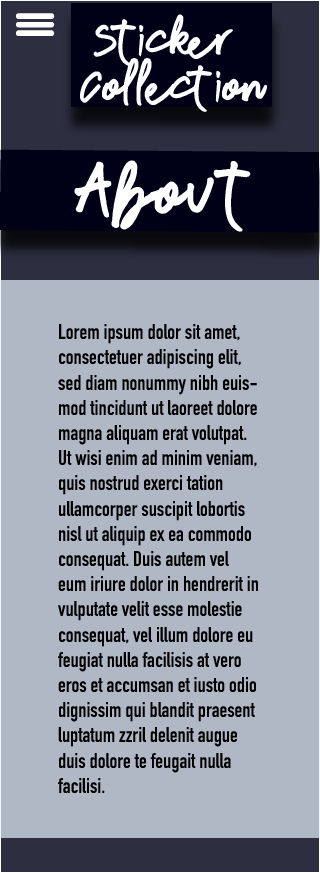 Sticker
Collection
About
Lorem ipsum dolor sit amet,
consectetuer adipiscing elit,
sed diam nonummy nibh euis-
mod tincidunt ut laoreet dolore
magna aliquam erat volutpat.
Ut wisi enim ad minim veniam,
quis nostrud exerci tation
ullamcorper suscipit lobortis
nisl ut aliquip ex ea commodo
consequat. Duis autem vel
eum iriure dolor in hendrerit in
vulputate velit esse molestie
consequat, vel illum dolore eu
feugiat nulla facilisis at vero
eros et accumsan et iusto odio
dignissim qui blandit praesent
luptatum zzril delenit augue
duis dolore te feugait nulla
facilisi.